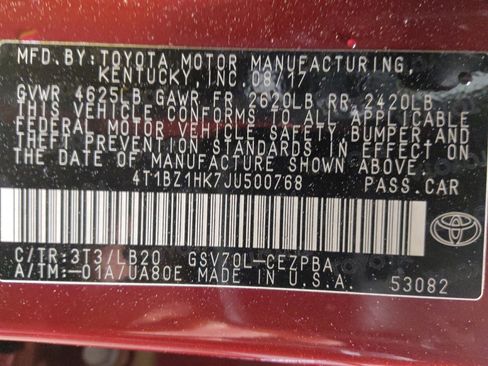 MFD. BY: TOYOTA MOTOR MANUFACTURING,
KENTUCKY INC 08/17
GVWR 4625LB GAWR FR 2620LB RR 2420LB
THIS VEHICLE CONFORMS TO ALL APPLICABLE
FEDERAL MOTOR VEHICLE SAFETY, BUMPER AND
THEFT PREVENTION STANDARDS IN EFFECT ON
THE DATE OF MANUFACTURE SHOWN ABOVE.
4T1BZ1HK7JU500768 PASS.CAR
C/TR:3T3/LB20 GSV70L-CEZPBA
A/TM:-01A/UA80E MADE IN U.S.A. 53082